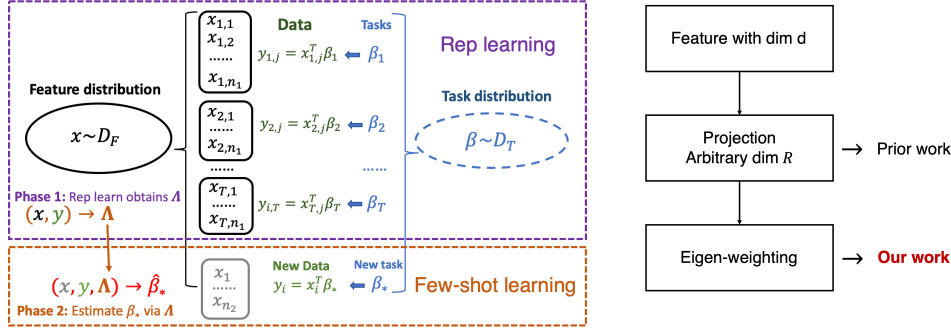 Feature distribution
x~D_F
x_{1,1}
x_{1,2}
......
x_{1,n_1}
Data
Tasks
y_{1,j} = x_{1,j}^T β_1
β_1
Rep learning
x_{2,1}
......
x_{2,n_1}
y_{2,j} = x_{2,j}^T β_2
β_2
Task distribution
β~D_T
......
......
x_{T,1}
......
x_{T,n_1}
y_{i,T} = x_{T,j}^T β_T
β_T
Phase 1: Rep learn obtains Λ
(x, y) → Λ
(x, y, Λ) → β̂_*
Phase 2: Estimate β_* via Λ
x_1
......
x_{n_2}
New Data
New task
y_i = x_i^T β_*
β_*
Few-shot learning
Feature with dim d
Projection
Arbitrary dim R
→ Prior work
Eigen-weighting
→ Our work